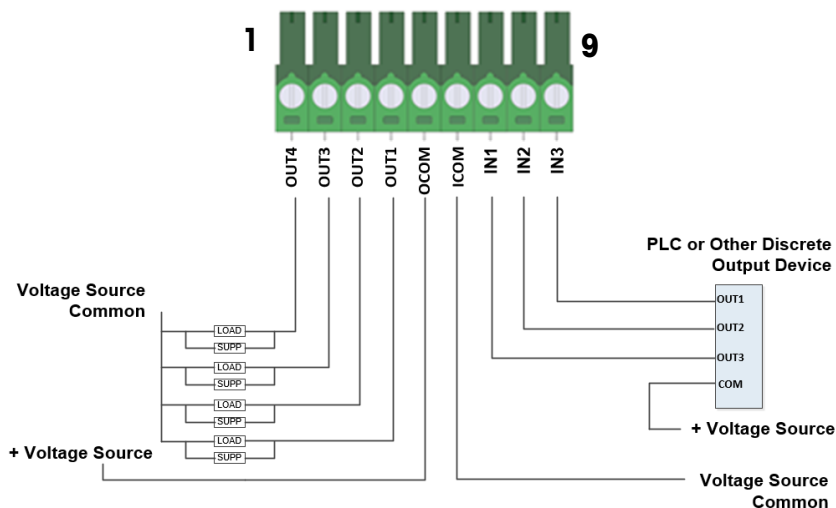 1
9
OUT4
OUT3
OUT2
OUT1
OCOM
ICOM
IN1
IN2
IN3
PLC or Other Discrete
Output Device
OUT1
OUT2
OUT3
COM
+ Voltage Source
Voltage Source
Common
Voltage Source
Common
LOAD
SUPP
LOAD
SUPP
LOAD
SUPP
LOAD
SUPP
+ Voltage Source